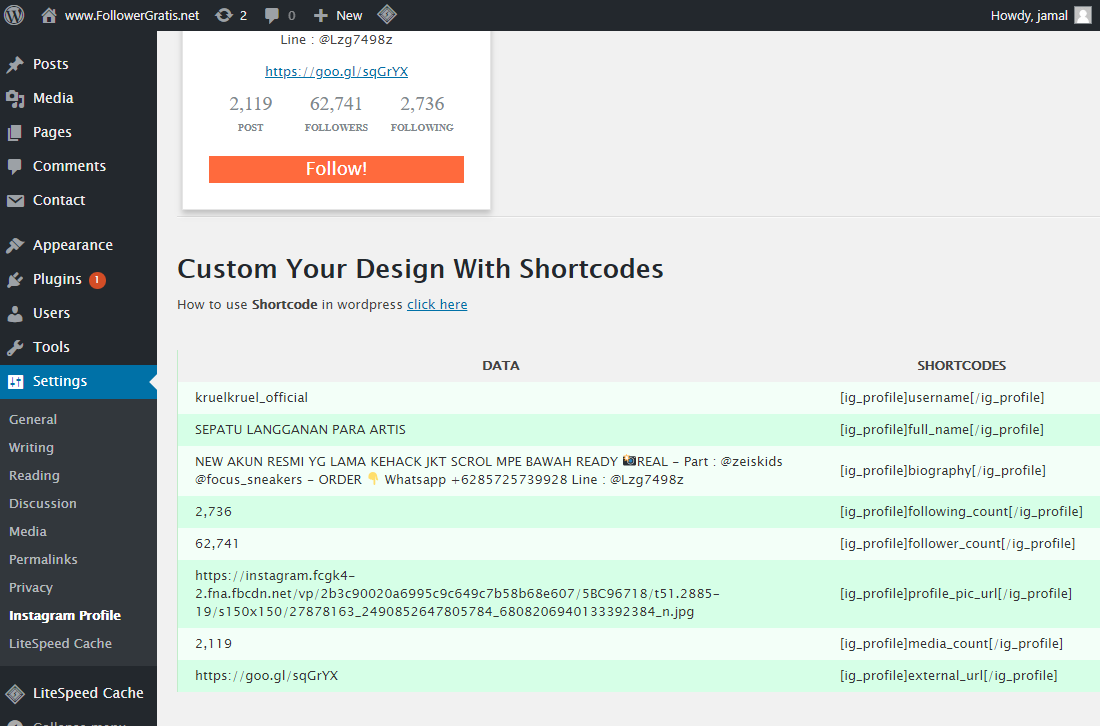 www.FollowerGratis.net 2 0 New Howdy, jamal
Posts
Media
Pages
Comments
Contact
Appearance
Plugins 1
Users
Tools
Settings
General
Writing
Reading
Discussion
Media
Permalinks
Privacy
Instagram Profile
LiteSpeed Cache
LiteSpeed Cache
Collapse menu
Line : @Lzg7498z
https://goo.gl/sqGrYX
2,119 62,741 2,736
POST FOLLOWERS FOLLOWING
Follow!
Custom Your Design With Shortcodes
How to use Shortcode in wordpress click here
DATA SHORTCODES
kruelkruel_official [ig_profile]username[/ig_profile]
SEPATU LANGGANAN PARA ARTIS [ig_profile]full_name[/ig_profile]
NEW AKUN RESMI YG LAMA KEHACK JKT SCROL MPE BAWAH READY 📸REAL - Part : @zeiskids
@focus_sneakers - ORDER 👇 Whatsapp +6285725739928 Line : @Lzg7498z [ig_profile]biography[/ig_profile]
2,736 [ig_profile]following_count[/ig_profile]
62,741 [ig_profile]follower_count[/ig_profile]
https://instagram.fcgk4-
2.fna.fbcdn.net/vp/2b3c90020a6995c9c649c7b58b68e607/5BC96718/t51.2885- [ig_profile]profile_pic_url[/ig_profile]
19/s150x150/27878163_2490852647805784_6808206940133392384_n.jpg
2,119 [ig_profile]media_count[/ig_profile]
https://goo.gl/sqGrYX [ig_profile]external_url[/ig_profile]